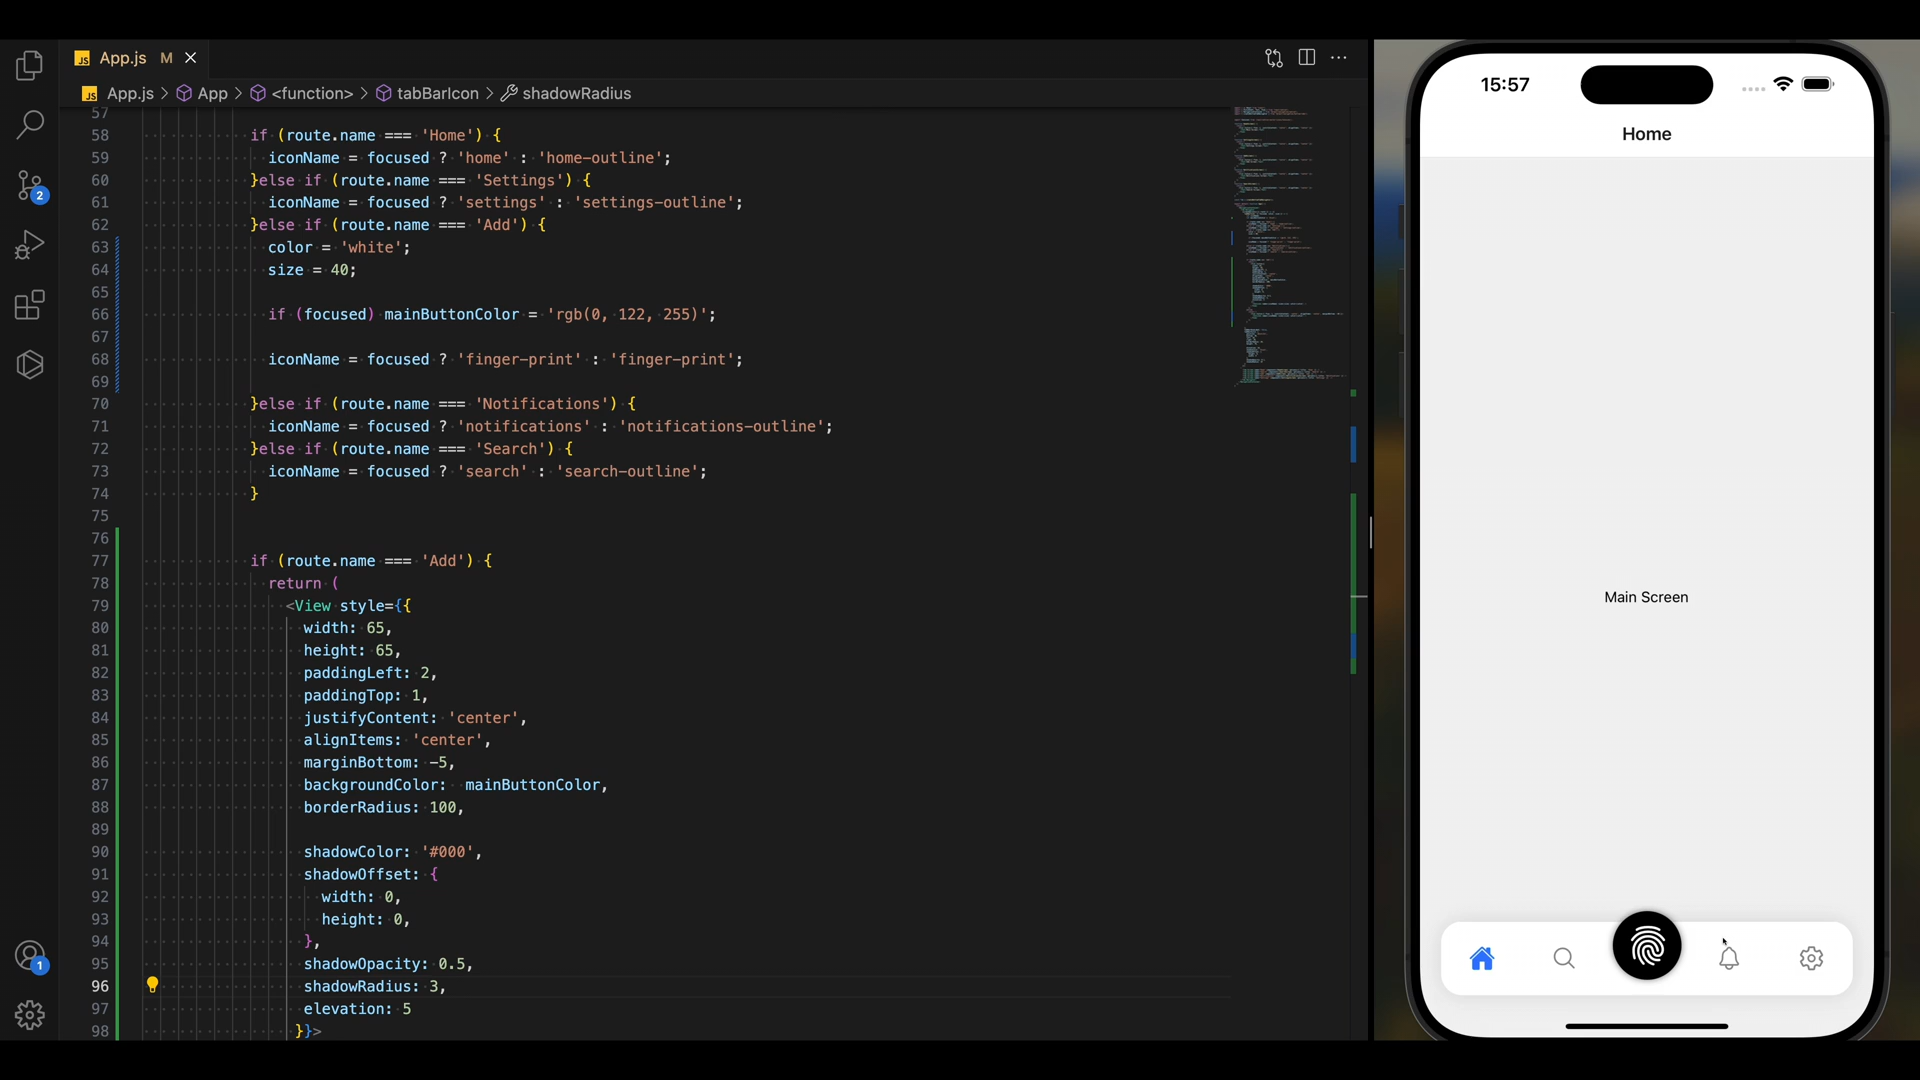 App.js M
App.js > App > <function> > tabBarIcon > shadowRadius
57
58 if (route.name === 'Home') {
59 iconName = focused ? 'home' : 'home-outline';
60 }else if (route.name === 'Settings') {
61 iconName = focused ? 'settings' : 'settings-outline';
62 }else if (route.name === 'Add') {
63 color = 'white';
64 size = 40;
65
66 if (focused) mainButtonColor = 'rgb(0, 122, 255)';
67
68 iconName = focused ? 'finger-print' : 'finger-print';
69
70 }else if (route.name === 'Notifications') {
71 iconName = focused ? 'notifications' : 'notifications-outline';
72 }else if (route.name === 'Search') {
73 iconName = focused ? 'search' : 'search-outline';
74 }
75
76
77 if (route.name === 'Add') {
78 return (
79 <View style={{
80 width: 65,
81 height: 65,
82 paddingLeft: 2,
83 paddingTop: 1,
84 justifyContent: 'center',
85 alignItems: 'center',
86 marginBottom: -5,
87 backgroundColor: mainButtonColor,
88 borderRadius: 100,
89
90 shadowColor: '#000',
91 shadowOffset: {
92 width: 0,
93 height: 0,
94 },
95 shadowOpacity: 0.5,
96 shadowRadius: 3,
97 elevation: 5
98 }}>
2
1
15:57
Home
Main Screen